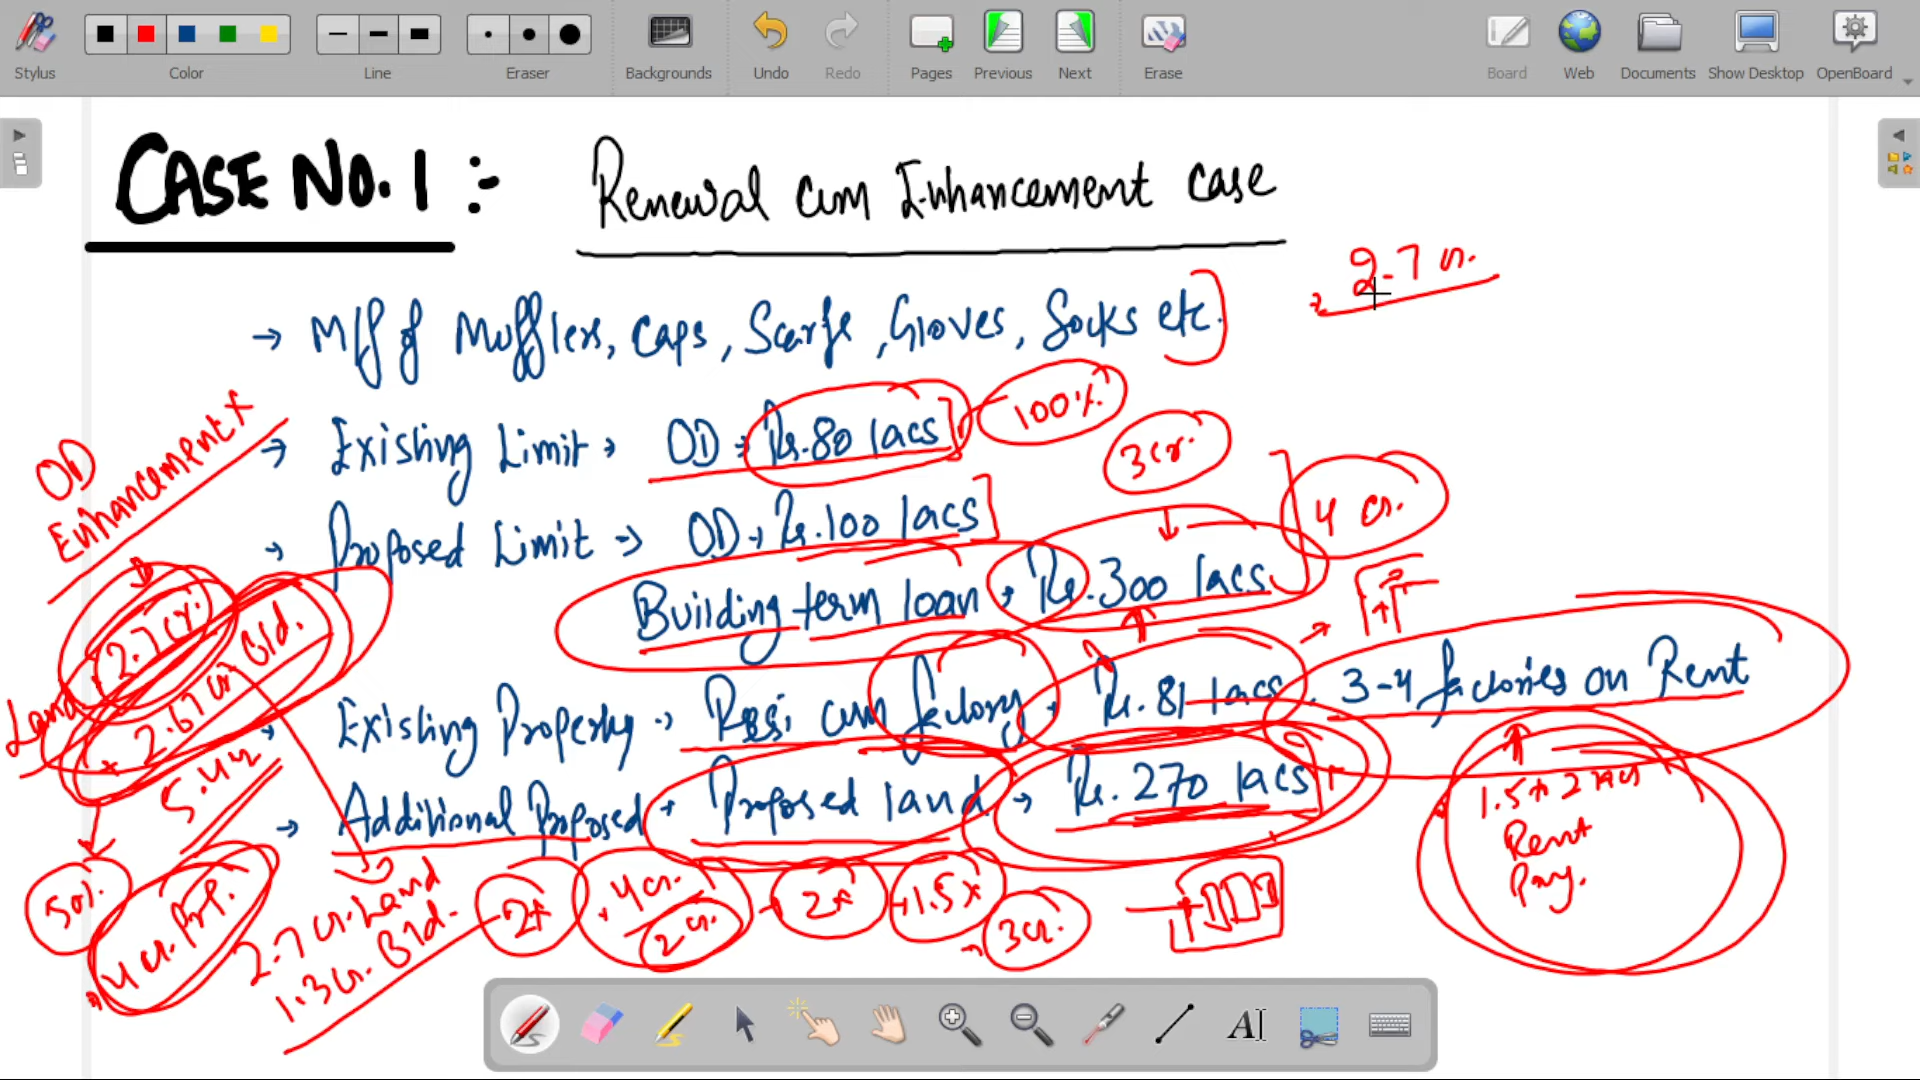 Stylus Color Line Eraser Backgrounds Undo Redo Pages Previous Next Erase Board Web Documents Show Desktop OpenBoard
CASE NO. 1 :- Renewal cum Enhancement case
2.7 cr.
→ M/f of Mufflers, Caps, Scarfs, Gloves, Socks etc.
OD Enhancement x
→ Existing Limit → OD → Rs.80 lacs 100%
3 cr.
→ Proposed Limit → OD → Rs.100 lacs
4 cr.
Building term loan → Rs.300 lacs
Land 2.7 cr.
+ 2.67 cr Bld.
5.4 cr
→ Existing Property → Resi cum factory → Rs. 81 lacs, 3-4 factories on Rent
→ Additional Proposed → Proposed land → Rs. 270 lacs
1.5 to 2 lacs
Rent
Pay.
50%
4 cr. Prop.
2.7 cr. Land
1.3 cr. Bld.
2x 4 cr. 2 cr. 2x 1.5x 3 cr.